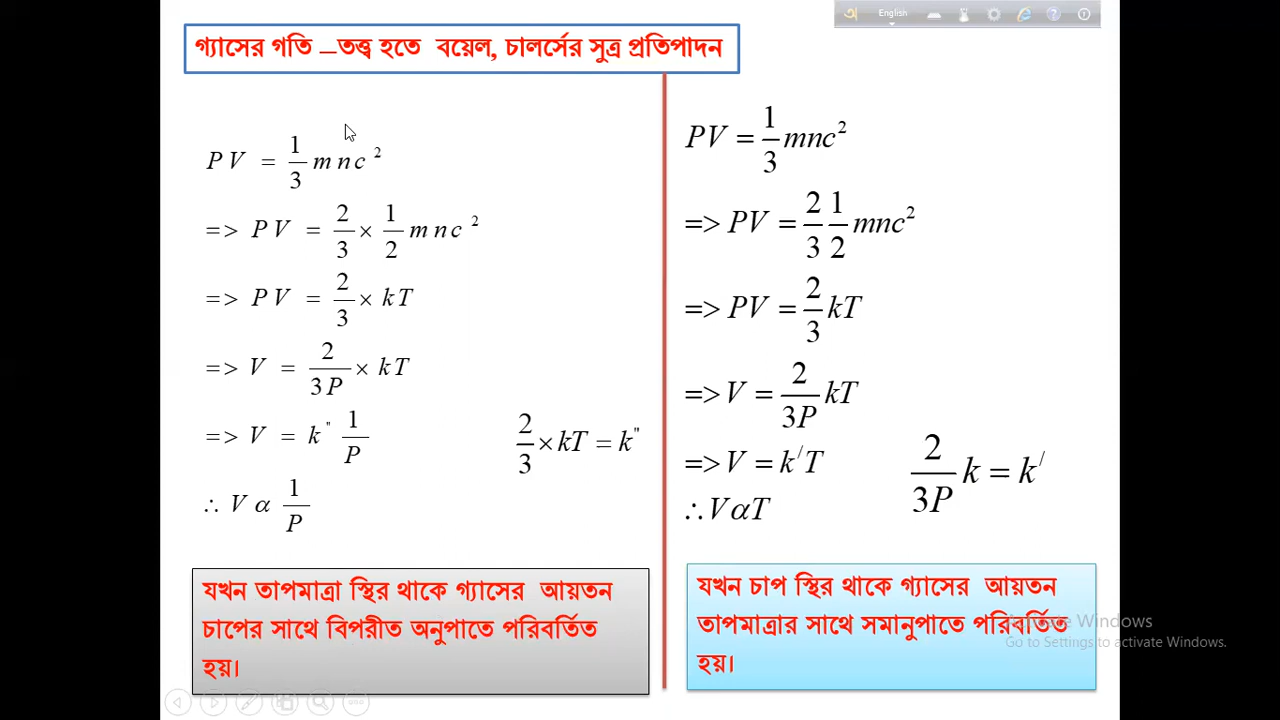 English
গ্যাসের গতি –তত্ত্ব হতে বয়েল, চালর্সের সুত্র প্রতিপাদন
PV = 1/3 mnc²
=> PV = 2/3 × 1/2 mnc²
=> PV = 2/3 × kT
=> V = 2/3P × kT
=> V = k" 1/P
2/3 × kT = k"
∴ V α 1/P
যখন তাপমাত্রা স্থির থাকে গ্যাসের আয়তন
চাপের সাথে বিপরীত অনুপাতে পরিবর্তিত
হয়।
PV = 1/3 mnc²
=> PV = 2/3 1/2 mnc²
=> PV = 2/3 kT
=> V = 2/3P kT
=> V = k/T
2/3P k = k/
∴ VαT
যখন চাপ স্থির থাকে গ্যাসের আয়তন
তাপমাত্রার সাথে সমানুপাতে পরিবর্তিত
হয়।
Activate Windows
Go to Settings to activate Windows.